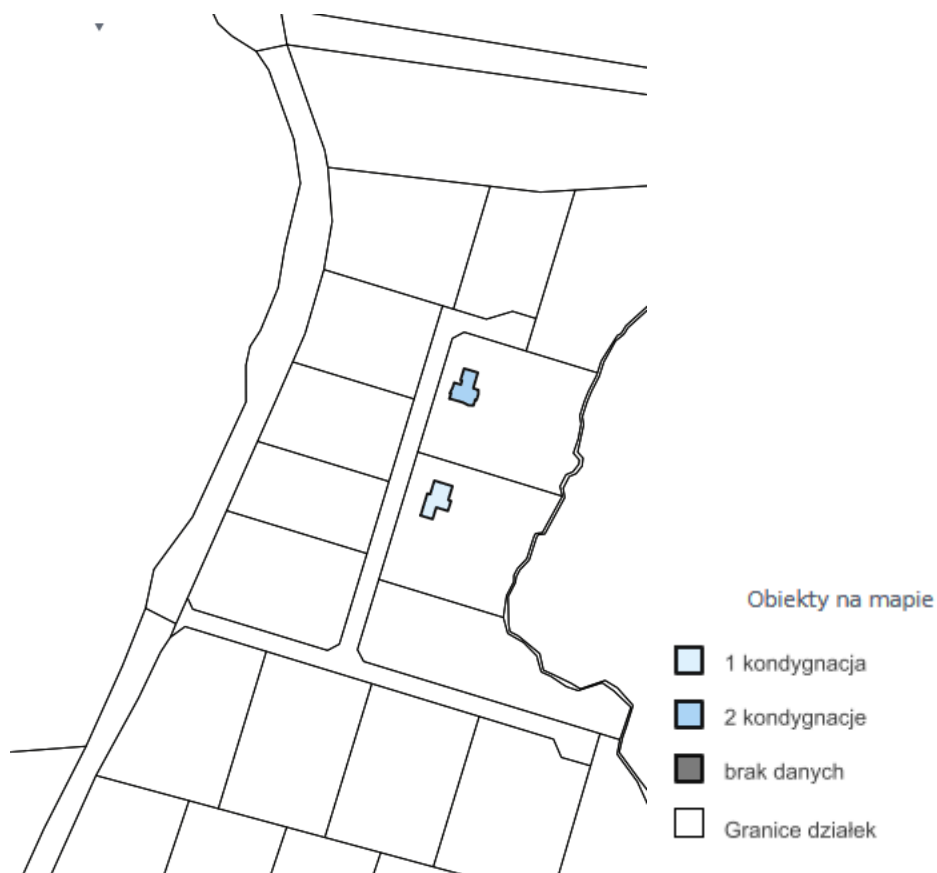 Obiekty na mapie
1 kondygnacja
2 kondygnacje
brak danych
Granice działek